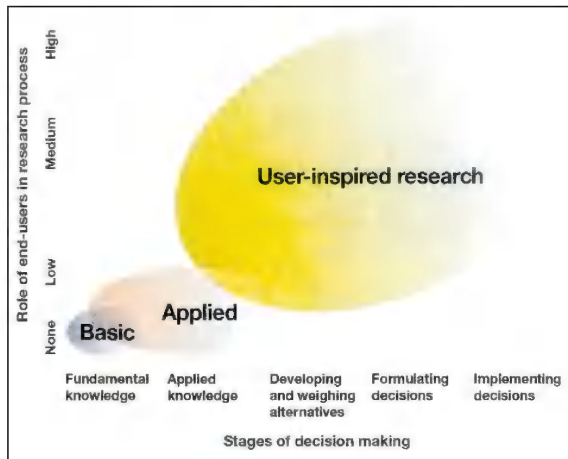 Role of end-users in research process
High
Medium
Low
None
User-inspired research
Applied
Basic
Fundamental
knowledge
Applied
knowledge
Developing
and weighing
alternatives
Formulating
decisions
Implementing
decisions
Stages of decision making